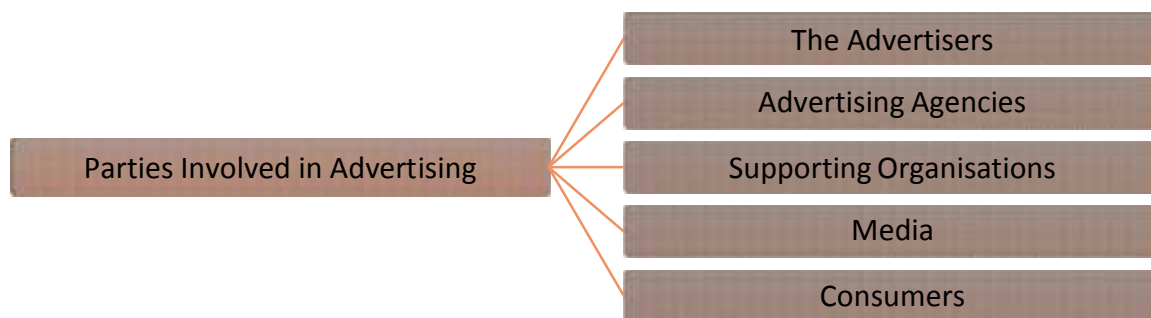 The Advertisers
Advertising Agencies
Parties Involved in Advertising
Supporting Organisations
Media
Consumers